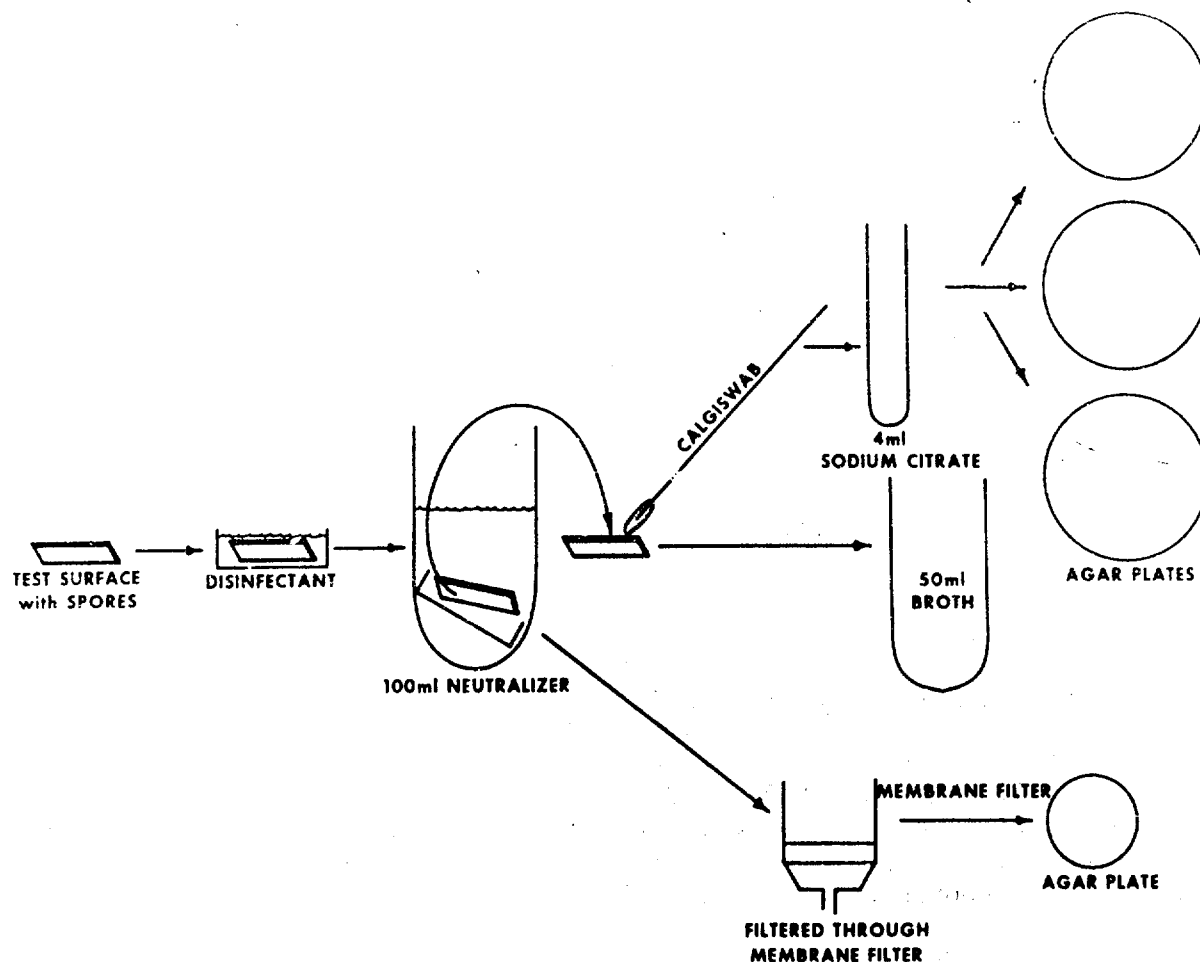 TEST SURFACE
with SPORES
DISINFECTANT
100ml NEUTRALIZER
CALGISWAB
4ml
SODIUM CITRATE
50ml
BROTH
AGAR PLATES
MEMBRANE FILTER
AGAR PLATE
FILTERED THROUGH
MEMBRANE FILTER